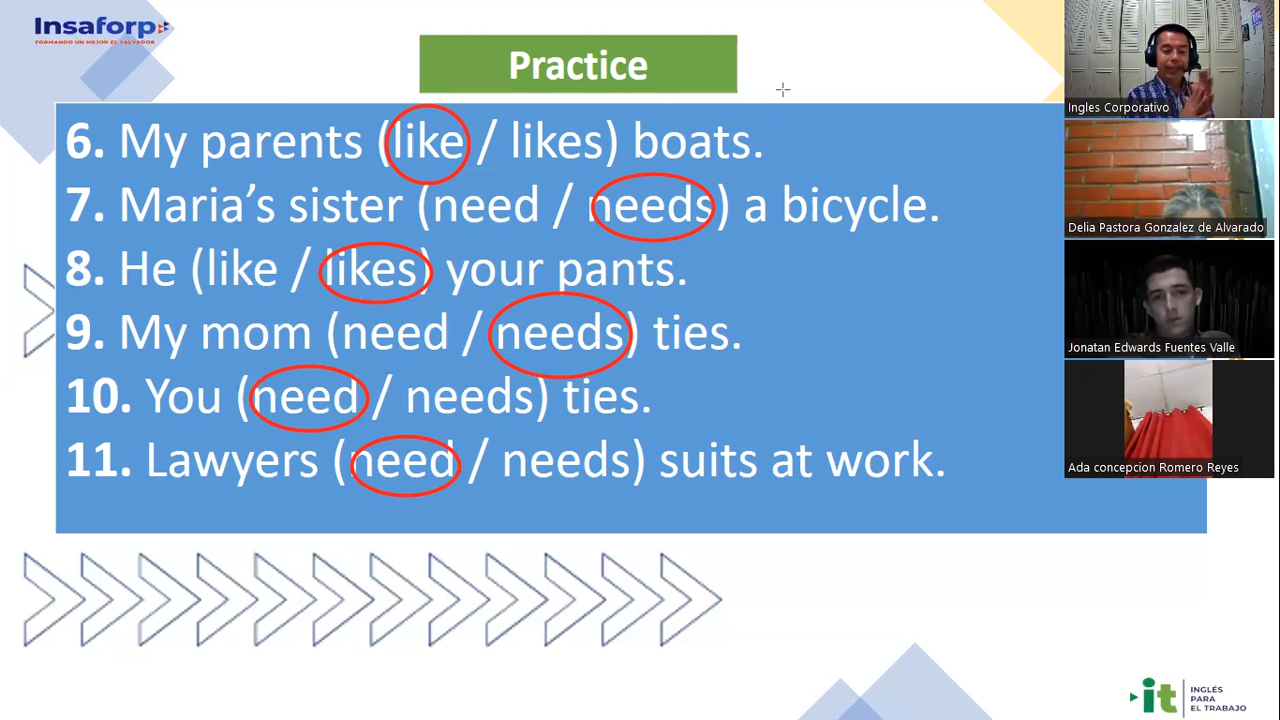 Insaforp
FORMANDO UN MEJOR EL SALVADOR
Practice
6. My parents (like / likes) boats.
7. Maria's sister (need / needs) a bicycle.
8. He (like / likes) your pants.
9. My mom (need / needs) ties.
10. You (need / needs) ties.
11. Lawyers (need / needs) suits at work.
Ingles Corporativo
Delia Pastora Gonzalez de Alvarado
Jonatan Edwards Fuentes Valle
Ada concepcion Romero Reyes
it
INGLÉS
PARA
EL TRABAJO